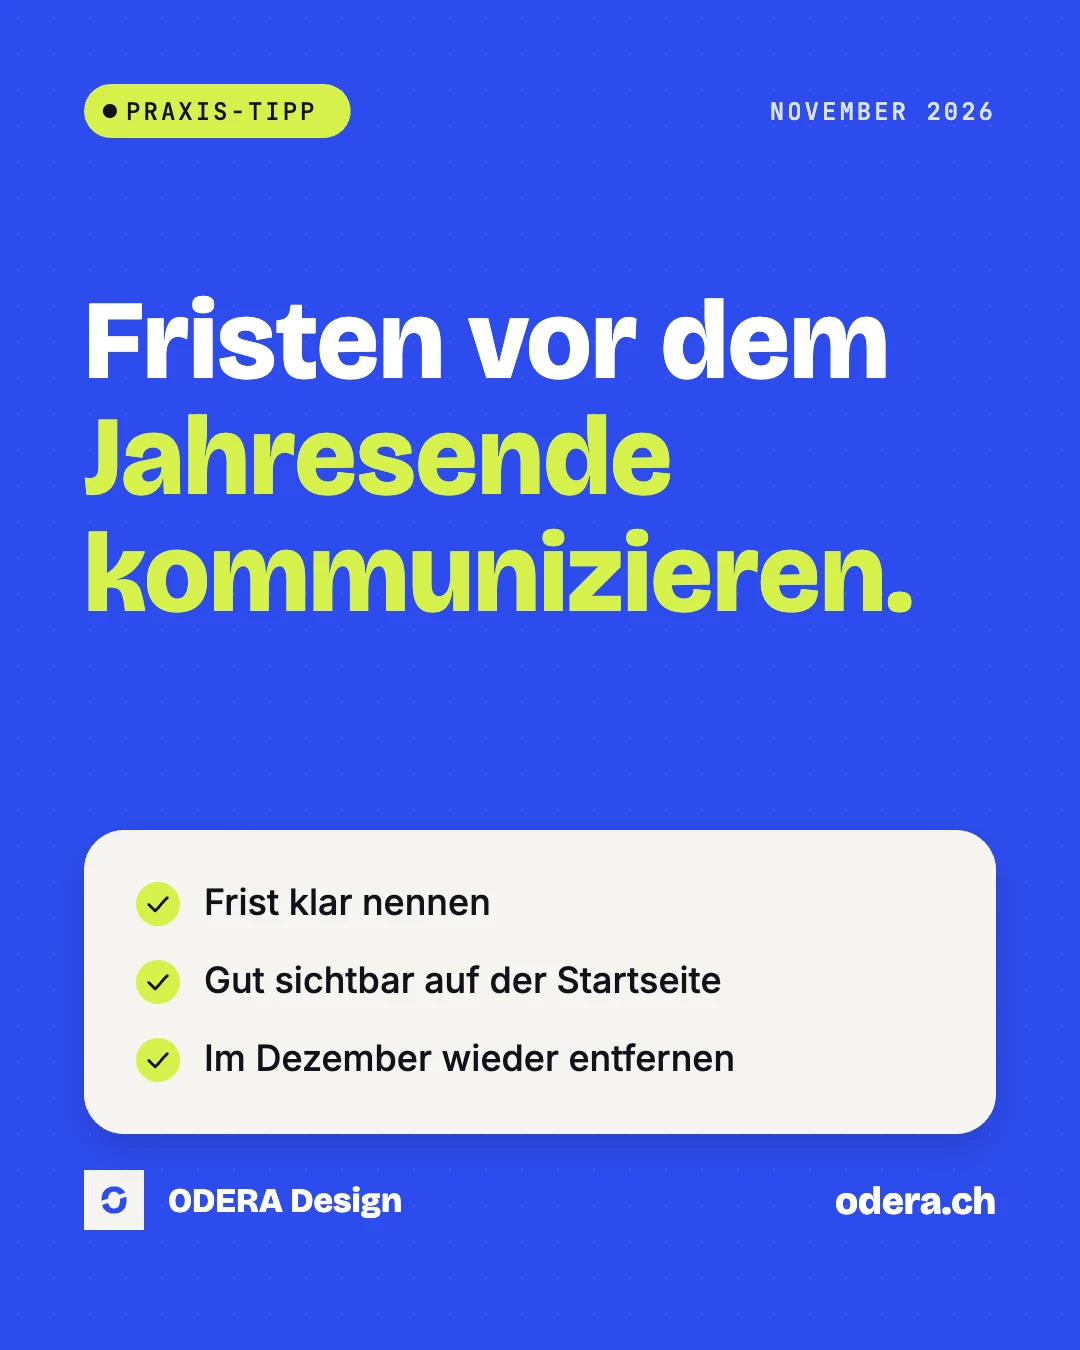 PRAXIS-TIPP
NOVEMBER 2026
Fristen vor dem
Jahresende
kommunizieren.
Frist klar nennen
Gut sichtbar auf der Startseite
Im Dezember wieder entfernen
ODERA Design
odera.ch